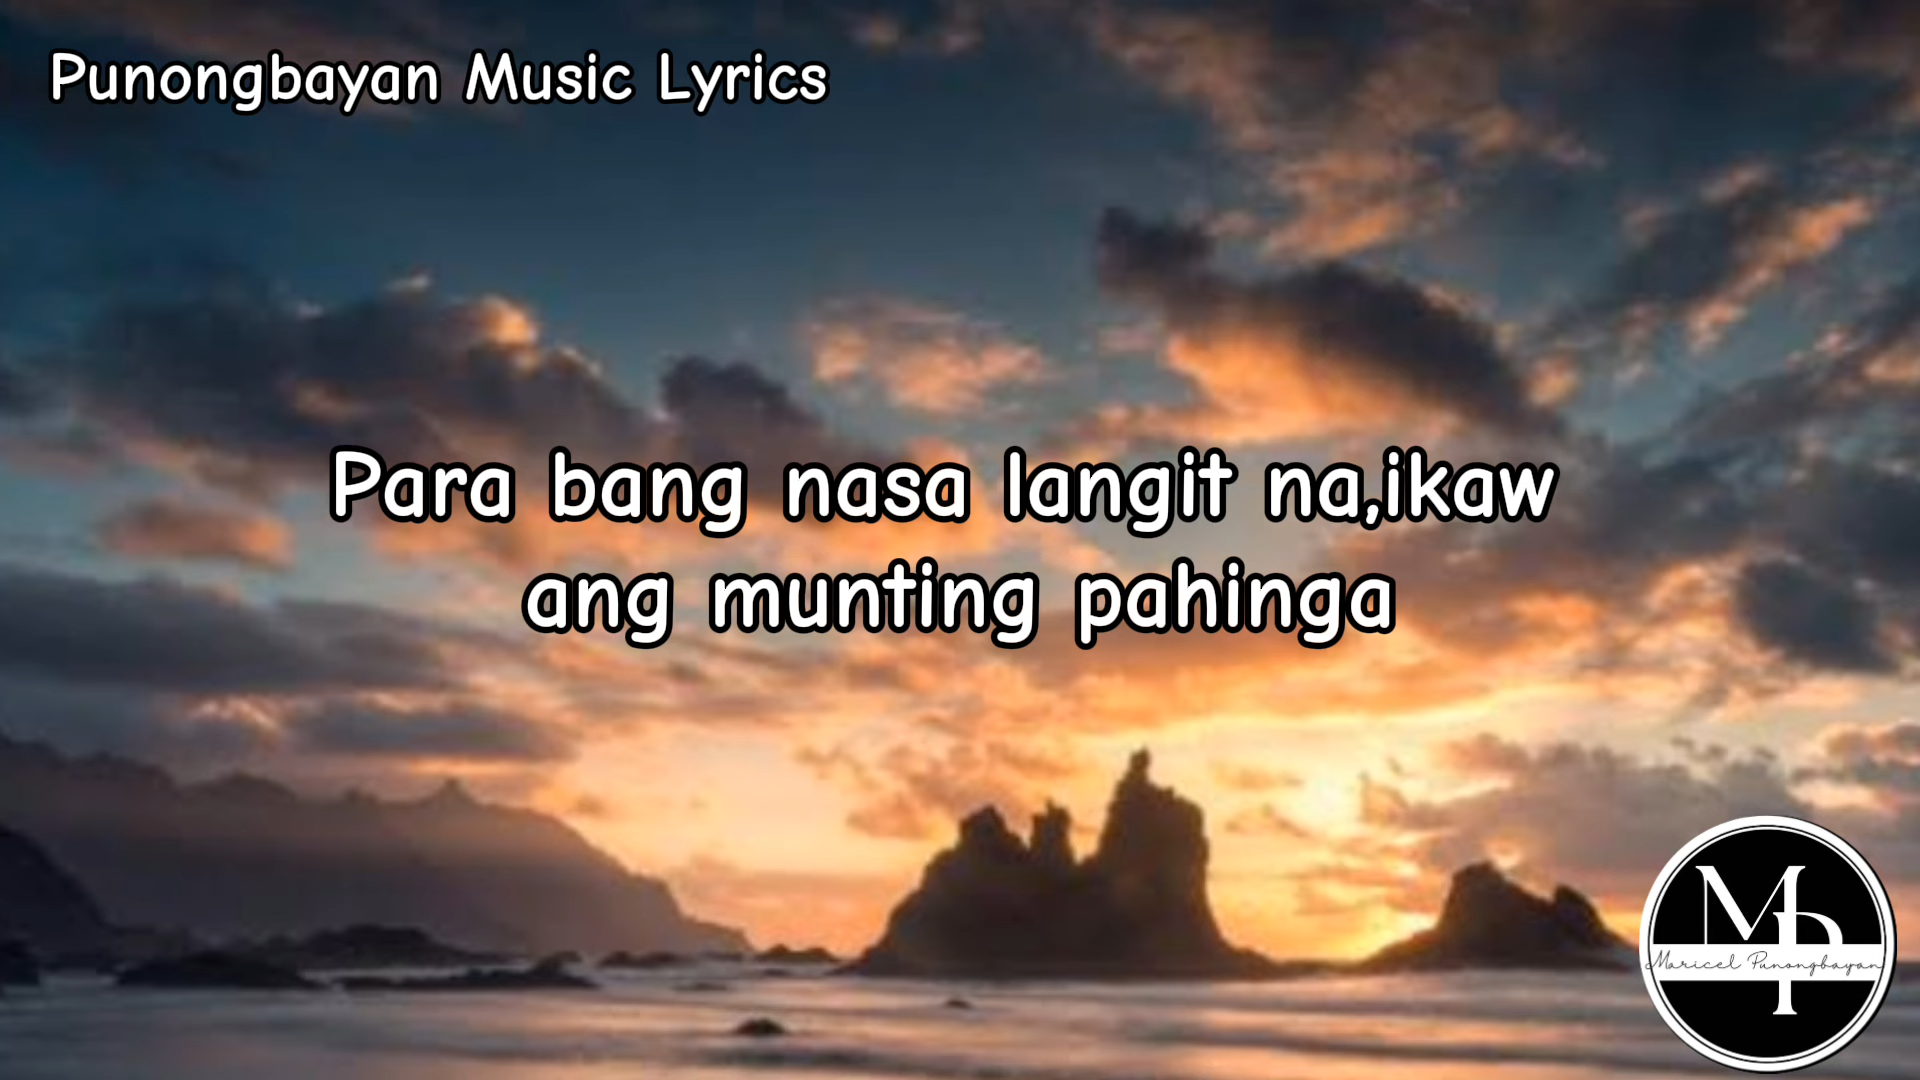 Punongbayan Music Lyrics
Para bang nasa langit na,ikaw
ang munting pahinga
MP
Maricel Punongbayan